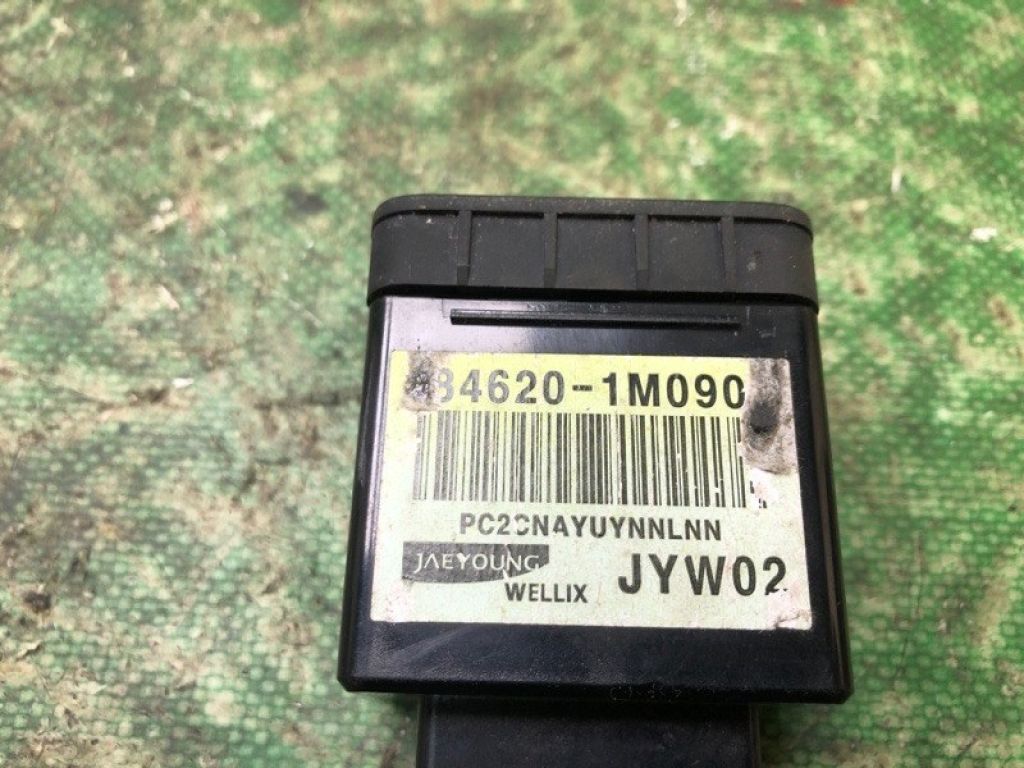 84620-1M090
PC2CNAYUYNNLNN
JAEYOUNG
WELLIX
JYW02